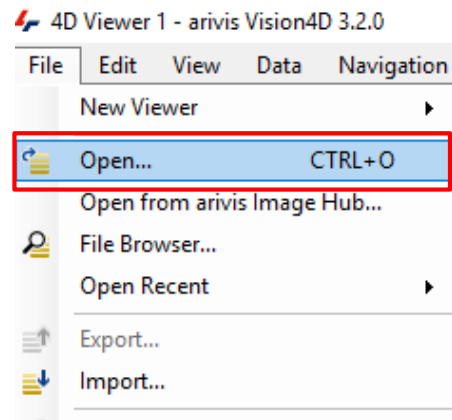 4D Viewer 1 - arivis Vision4D 3.2.0
File Edit View Data Navigation
New Viewer
Open... CTRL+O
Open from arivis Image Hub...
File Browser...
Open Recent
Export...
Import...